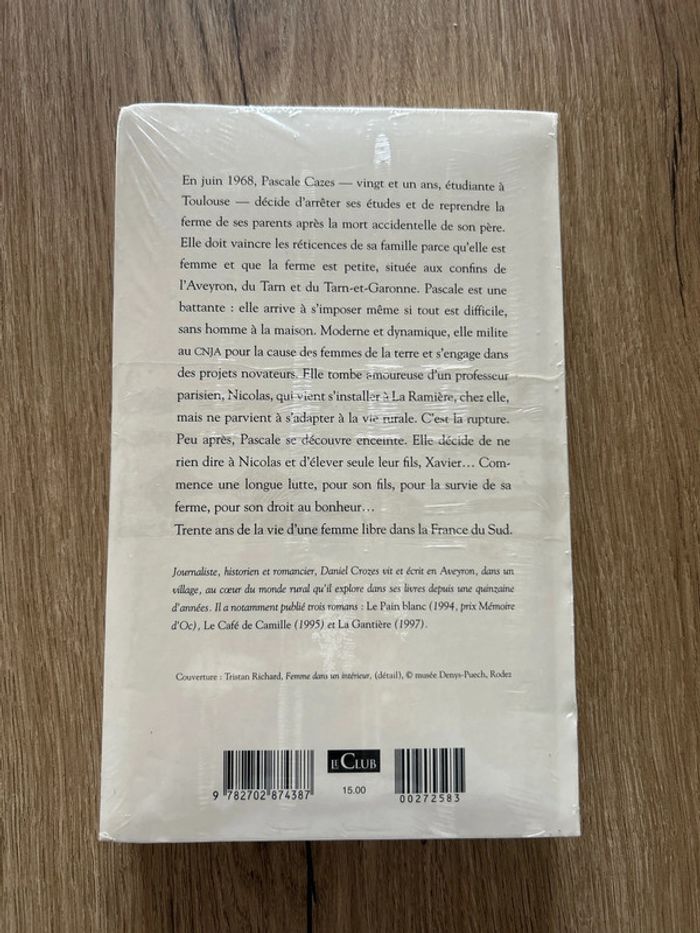 En juin 1968, Pascale Cazes — vingt et un ans, étudiante à
Toulouse — décide d'arrêter ses études et de reprendre la
ferme de ses parents après la mort accidentelle de son père.
Elle doit vaincre les réticences de sa famille parce qu'elle est
femme et que la ferme est petite, située aux confins de
l'Aveyron, du Tarn et du Tarn-et-Garonne. Pascale est une
battante : elle arrive à s'imposer même si tout est difficile,
sans homme à la maison. Moderne et dynamique, elle milite
au CNJA pour la cause des femmes de la terre et s'engage dans
des projets novateurs. Elle tombe amoureuse d'un professeur
parisien, Nicolas, qui vient s'installer à La Ramière, chez elle,
mais ne parvient à s'adapter à la vie rurale. C'est la rupture.
Peu après, Pascale se découvre enceinte. Elle décide de ne
rien dire à Nicolas et d'élever seule leur fils, Xavier... Com-
mence une longue lutte, pour son fils, pour la survie de sa
ferme, pour son droit au bonheur...
Trente ans de la vie d'une femme libre dans la France du Sud.
Journaliste, historien et romancier, Daniel Crozes vit et écrit en Aveyron, dans un
village, au cœur du monde rural qu'il explore dans ses livres depuis une quinzaine
d'années. Il a notamment publié trois romans : Le Pain blanc (1994, prix Mémoire
d'Oc), Le Café de Camille (1995) et La Gantière (1997).
Couverture : Tristan Richard, Femme dans un intérieur, (détail), © musée Denys-Puech, Rodez
LE CLUB
15.00
9 782702 874387
00272583